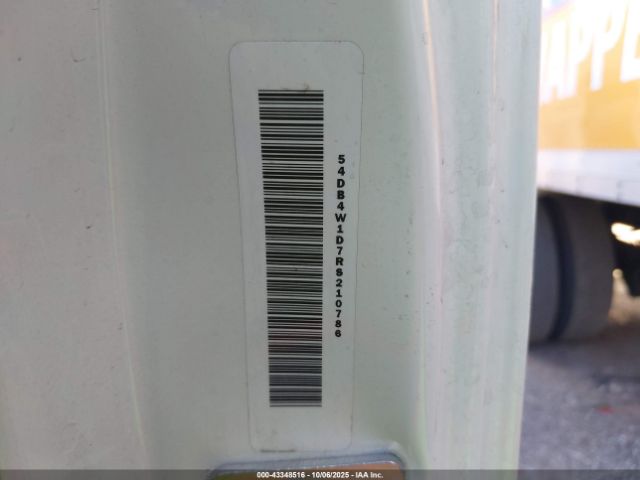 54DB4W1D7RS210786
APPE
000-43348516 - 10/06/2025 - IAA Inc.